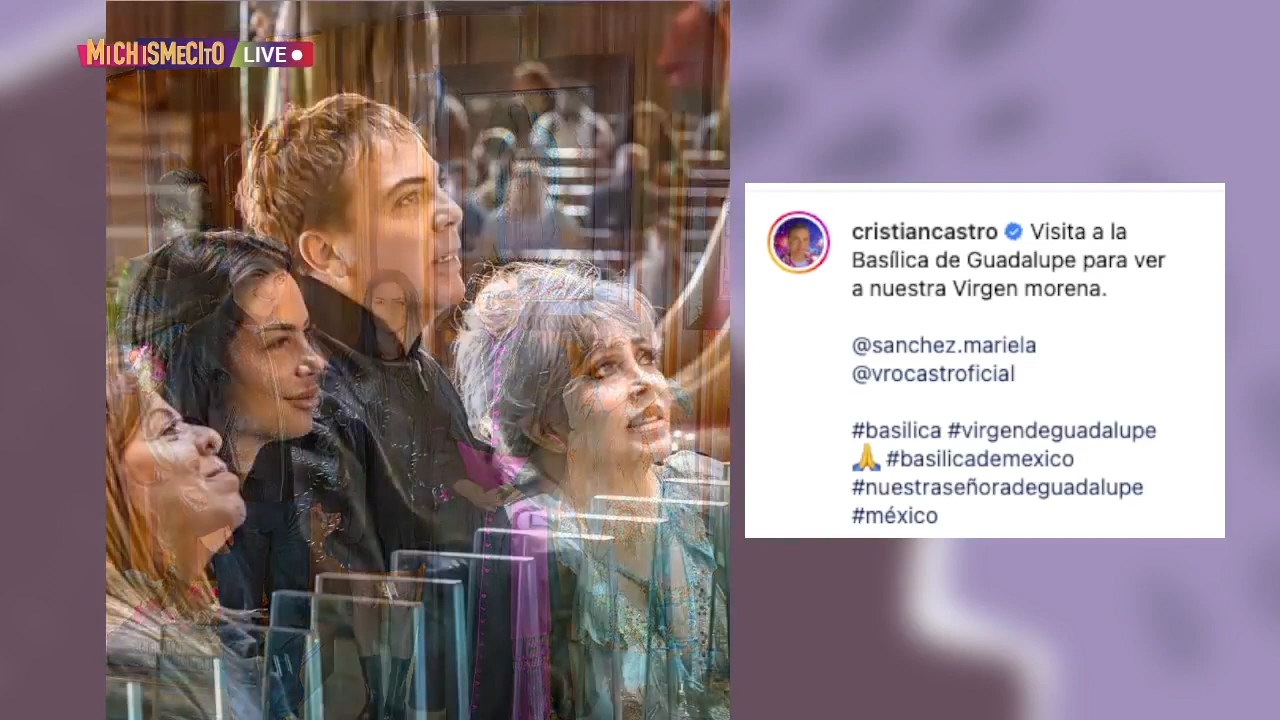 MICHISMECITO LIVE
cristiancastro Visita a la
Basílica de Guadalupe para ver
a nuestra Virgen morena.
@sanchez.mariela
@vrocastroficial
#basilica #virgendeguadalupe
🙏 #basilicademexico
#nuestraseñoradeguadalupe
#méxico